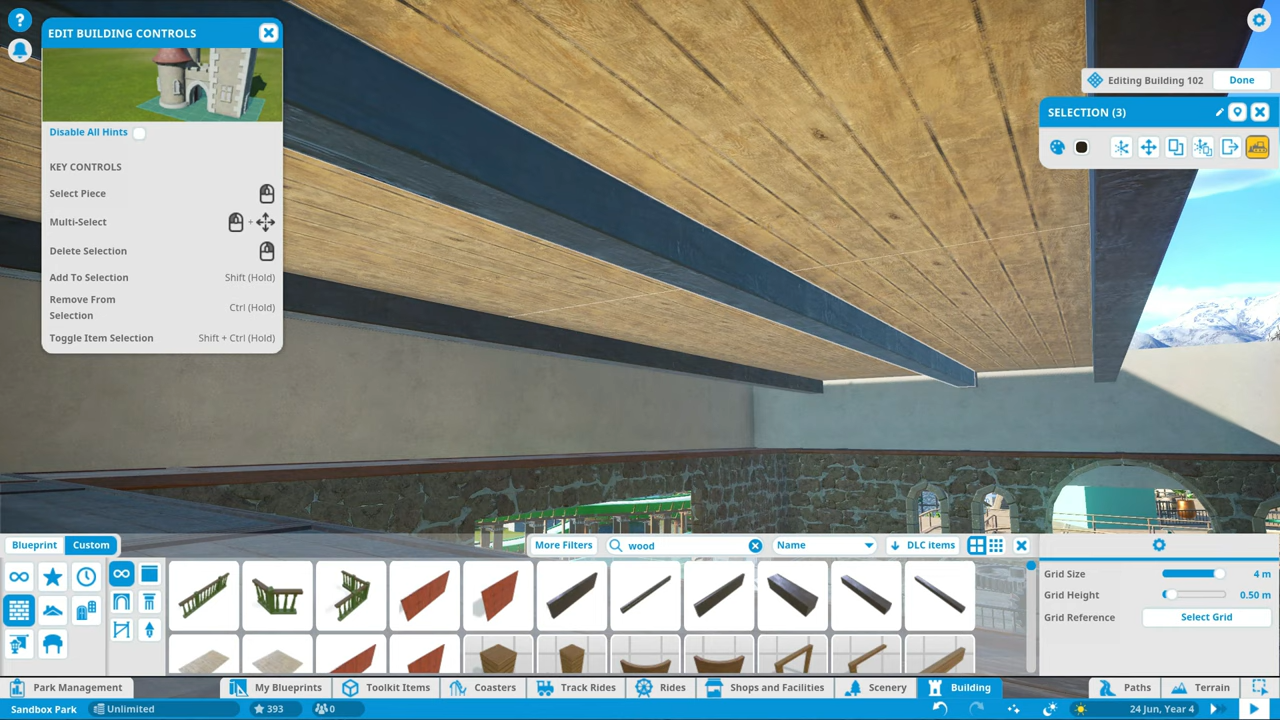 ?
EDIT BUILDING CONTROLS
Disable All Hints
KEY CONTROLS
Select Piece
Multi-Select
+
Delete Selection
Add To Selection Shift (Hold)
Remove From
Selection
Ctrl (Hold)
Toggle Item Selection Shift + Ctrl (Hold)
Editing Building 102 Done
SELECTION (3)
Blueprint Custom More Filters wood Name DLC items
Grid Size 4 m
Grid Height 0.50 m
Grid Reference Select Grid
Park Management My Blueprints Toolkit Items Coasters Track Rides Rides Shops and Facilities Scenery Building Paths Terrain
Sandbox Park Unlimited 393 0 24 Jun, Year 4